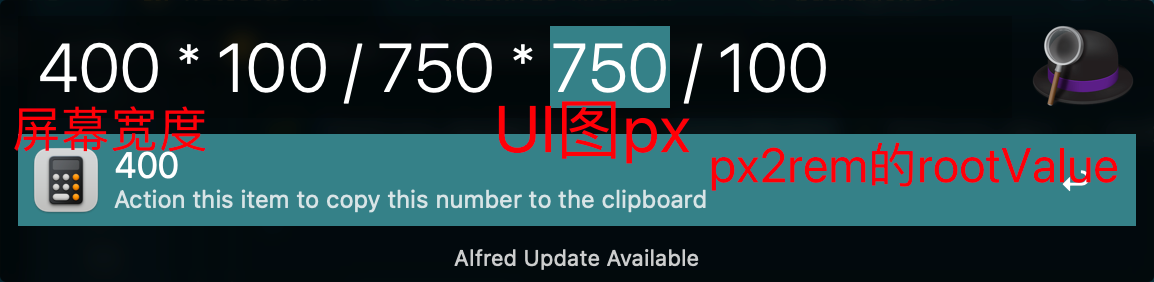 400 * 100 / 750 * 750 / 100
屏幕宽度
UI图px
px2rem的rootValue
400
Action this item to copy this number to the clipboard
Alfred Update Available